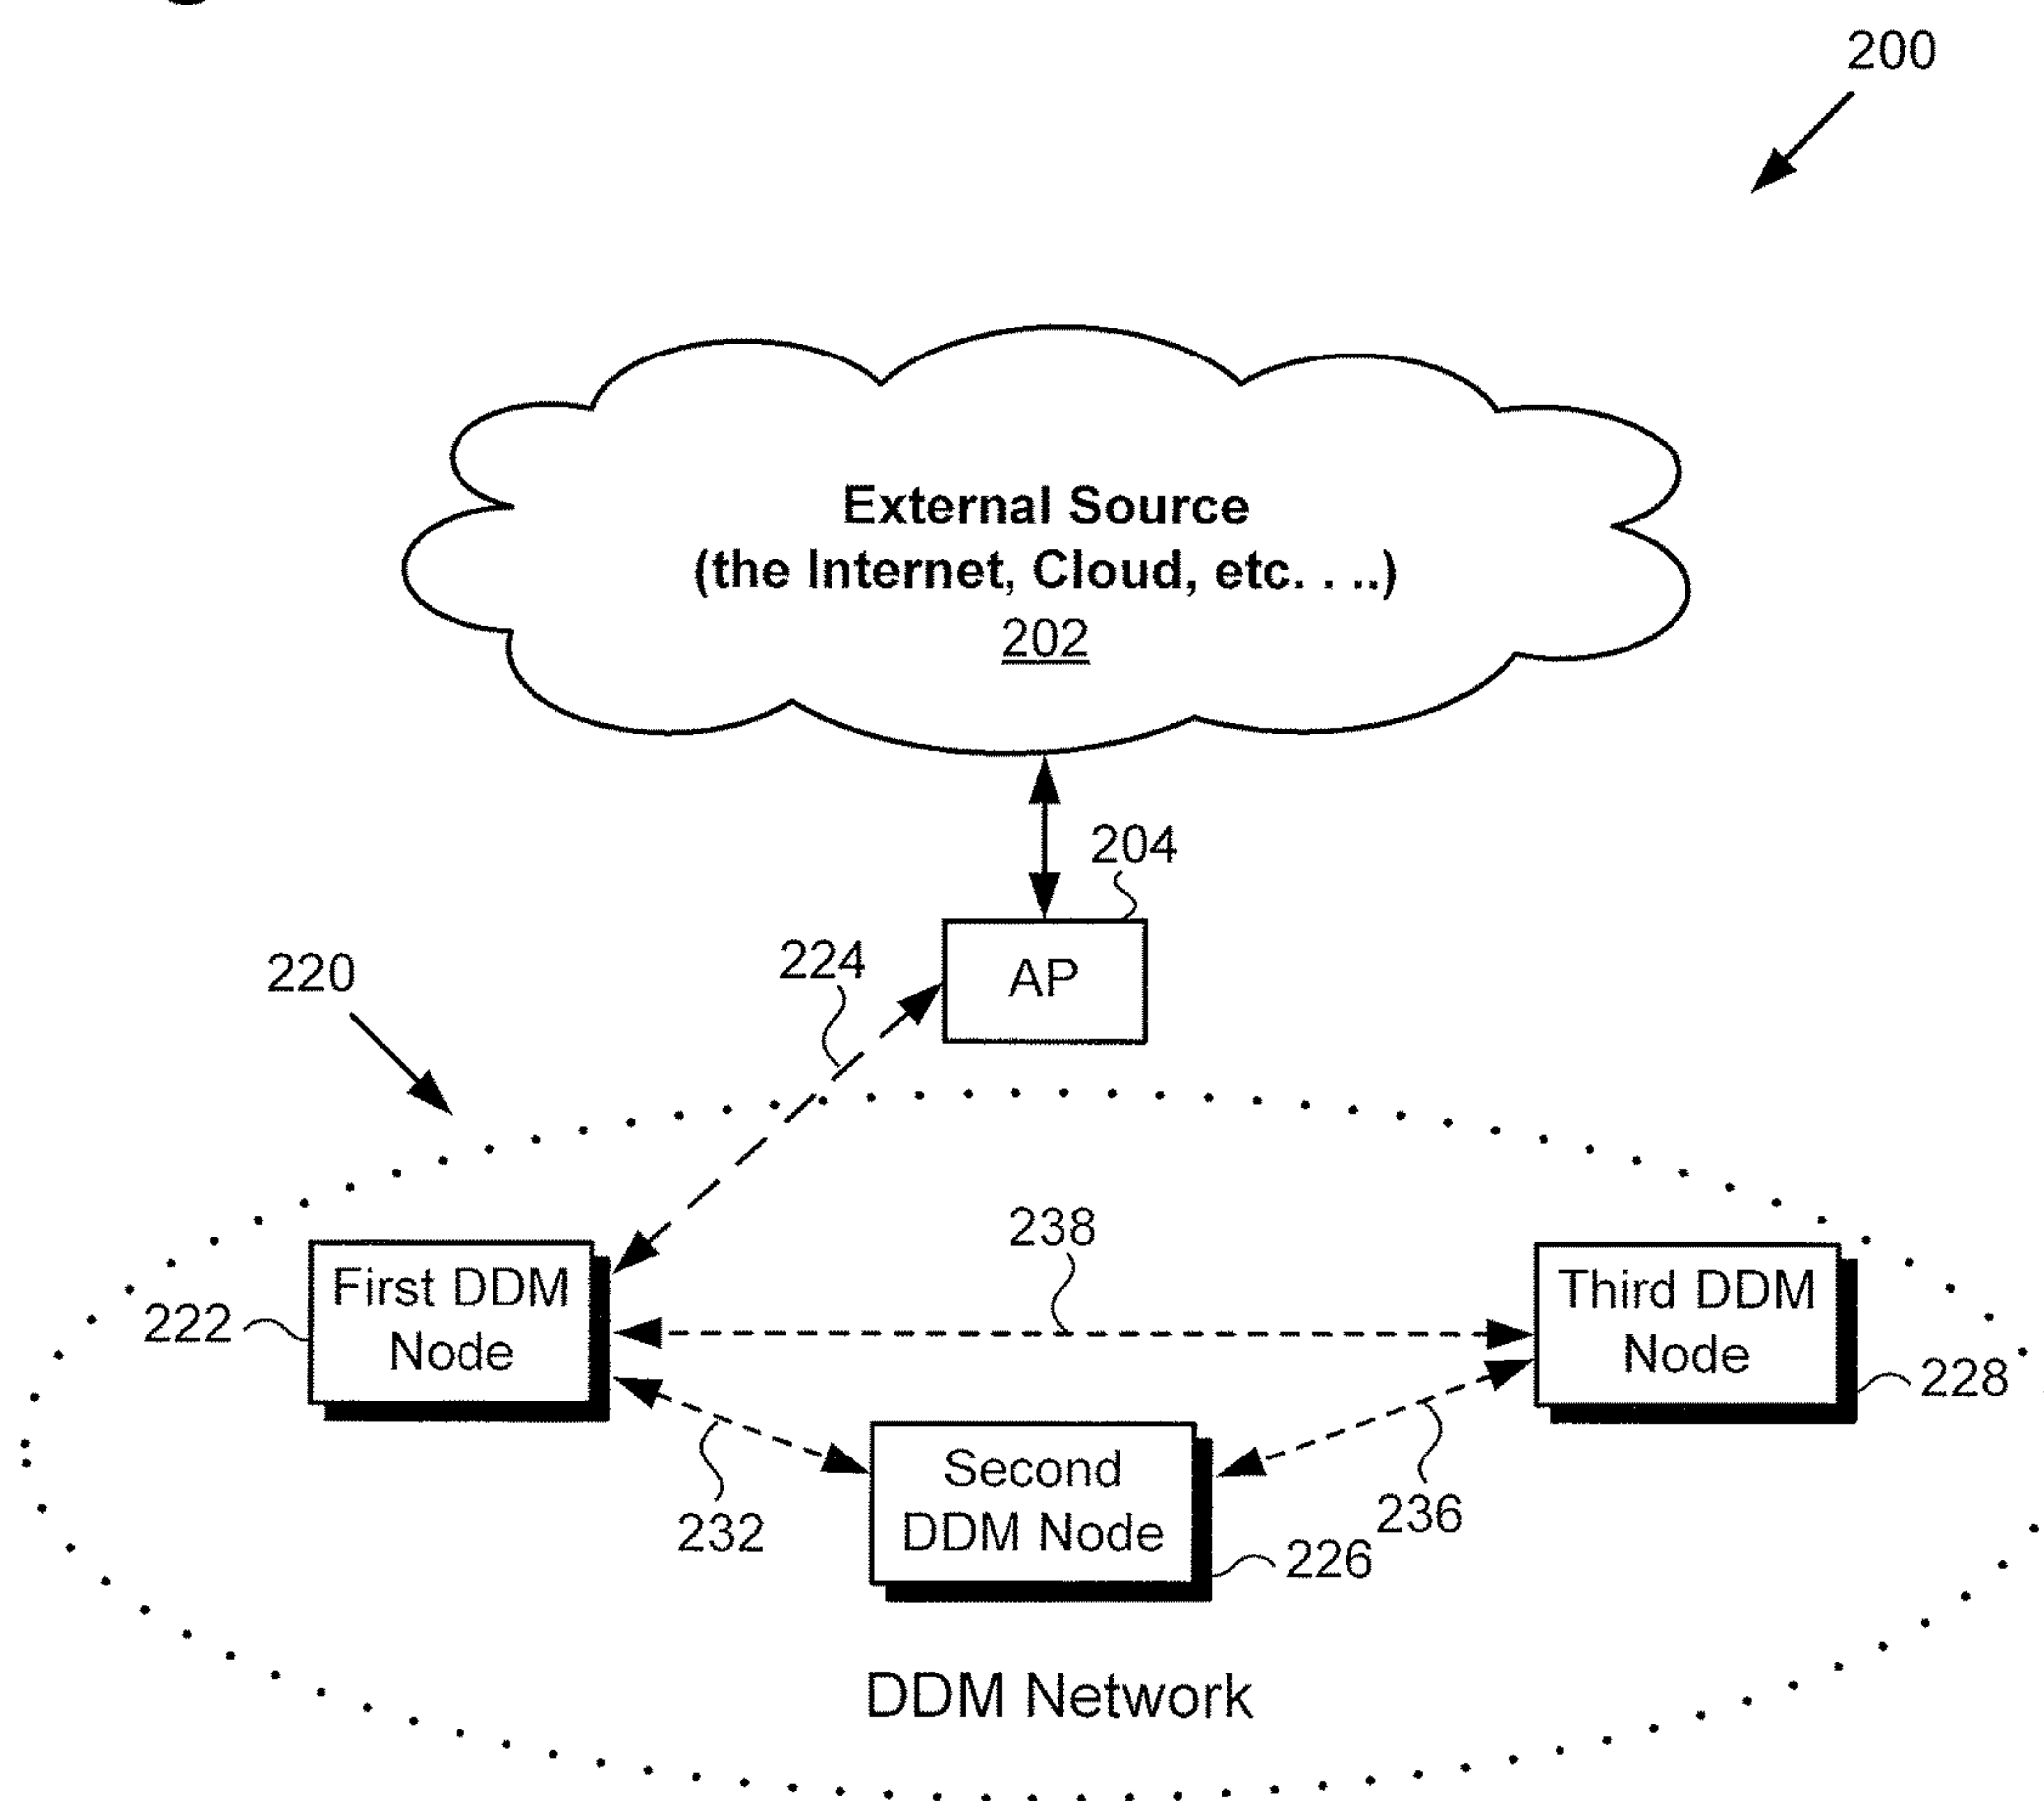 200
External Source
(the Internet, Cloud, etc. . ..)
202
204
AP
224
220
238
First DDM
Node
222
Third DDM
Node
228
232
Second
DDM Node
226
236
DDM Network